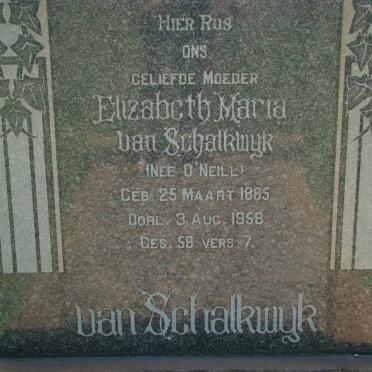 Hier Rus
ons
geliefde Moeder
Elizabeth Maria
van Schalkwyk
(nee O'Neill)
Geb. 25 Maart 1885
Oorl. 3 Aug. 1958
Ges. 58 vers 7.
van Schalkwyk